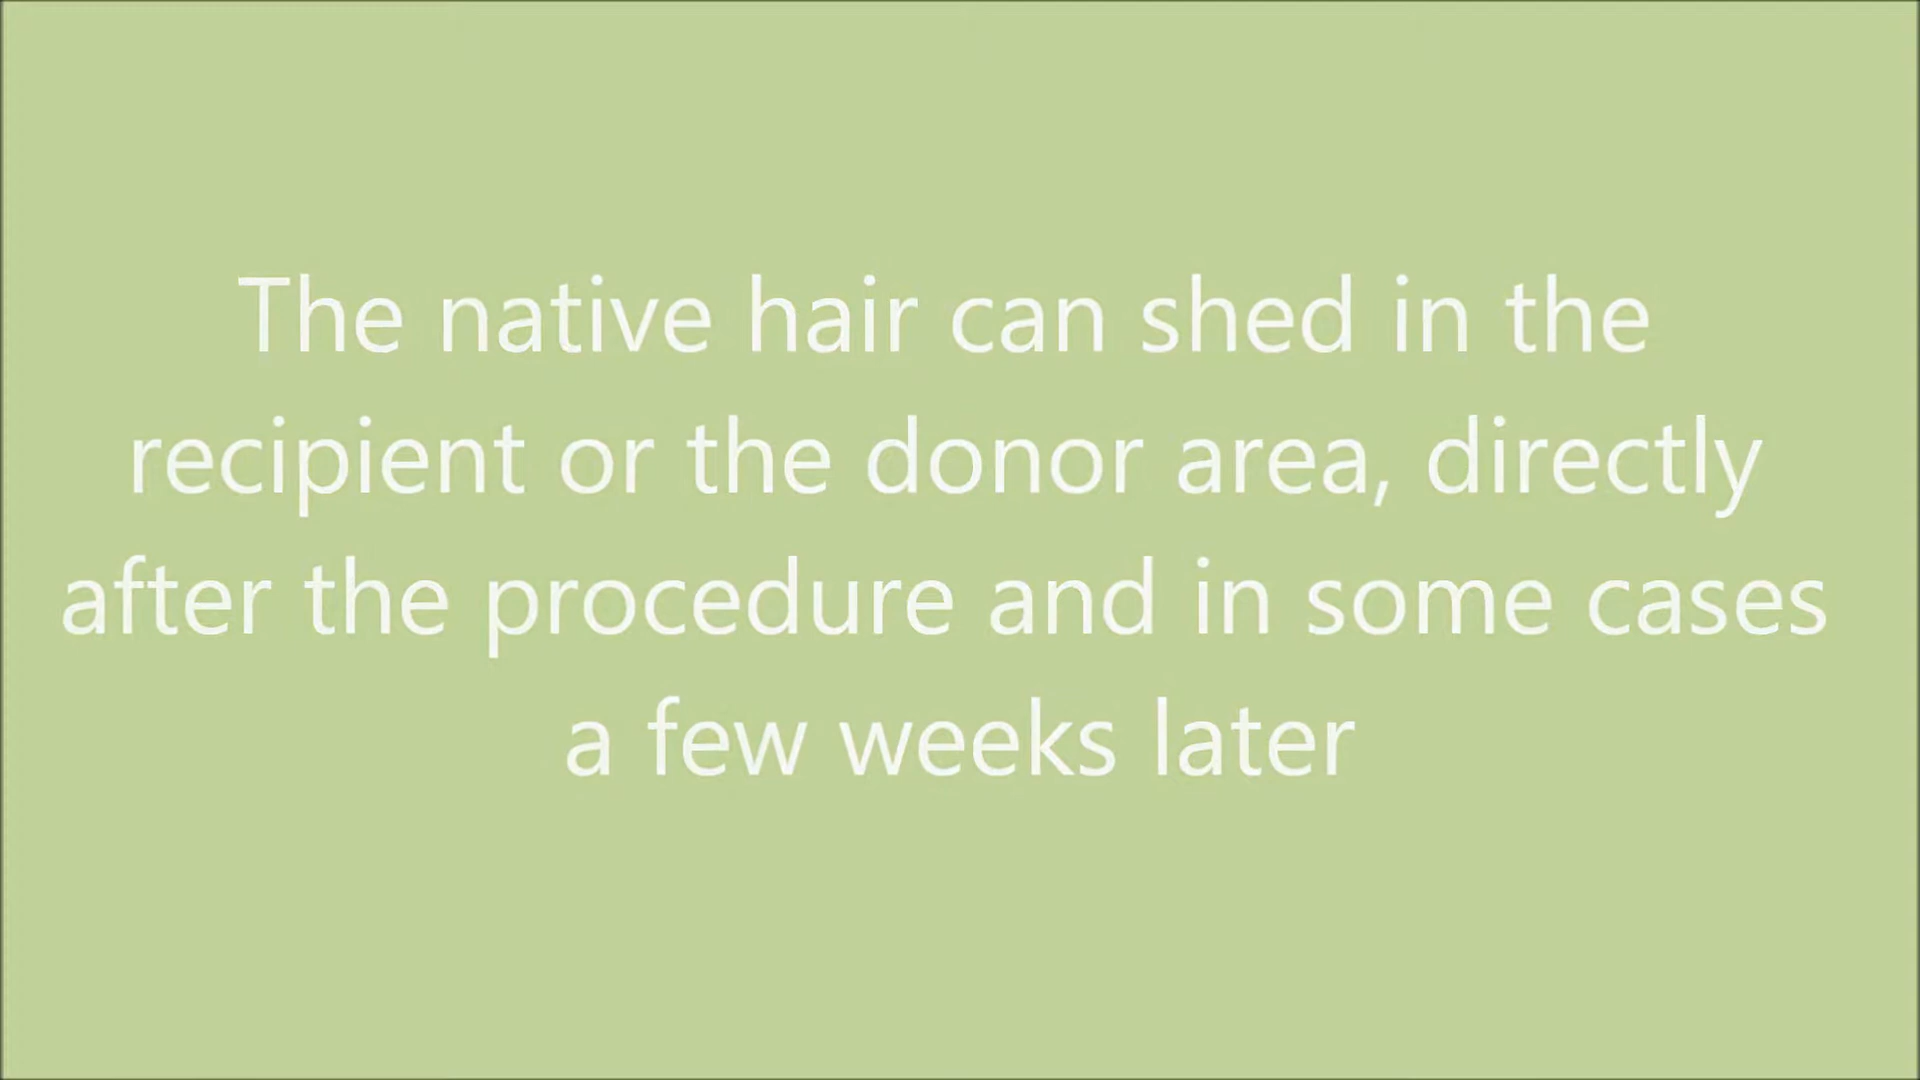 The native hair can shed in the
recipient or the donor area, directly
after the procedure and in some cases
a few weeks later